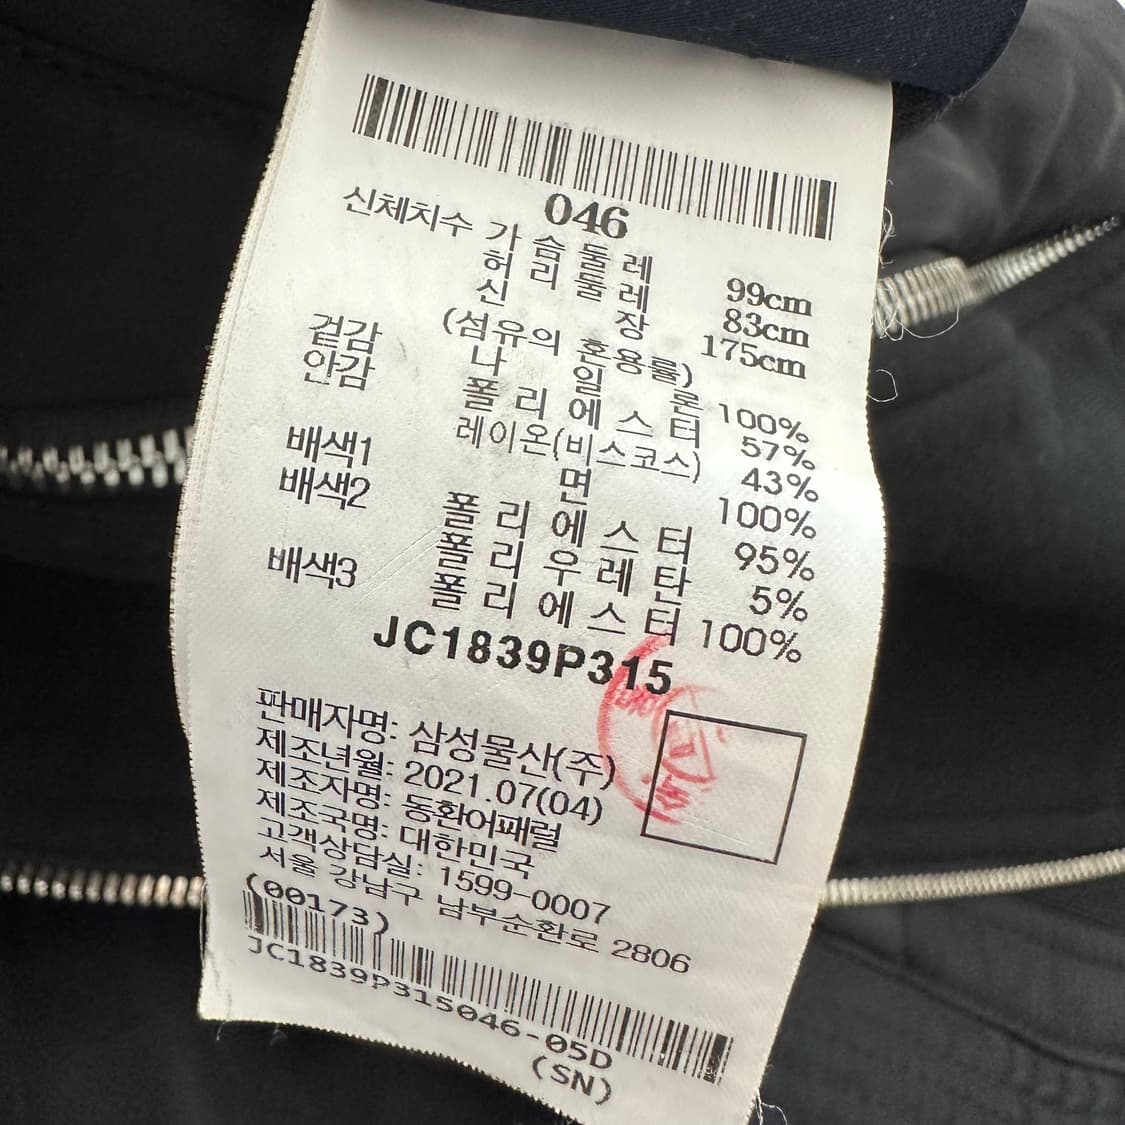 046
신체치수 가슴둘레 99cm
허리둘레 83cm
신장 175cm
(섬유의 혼용률)
겉감 나일론 100%
안감 폴리에스터 57%
레이온(비스코스) 43%
배색1 면 100%
배색2 폴리에스터 95%
폴리우레탄 5%
배색3 폴리에스터 100%
JC1839P315
판매자명: 삼성물산(주)
제조년월: 2021.07(04)
제조자명: 동환어패럴
제조국명: 대한민국
고객상담실: 1599-0007
서울 강남구 남부순환로 2806
(00173)
JC1839P315046-05D
(SN)